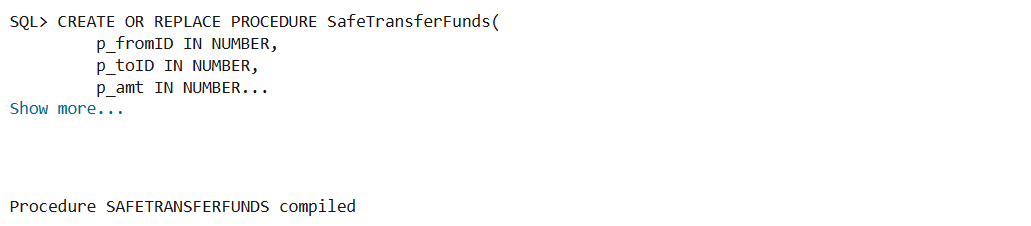 SQL> CREATE OR REPLACE PROCEDURE SafeTransferFunds(
p_fromID IN NUMBER,
p_toID IN NUMBER,
p_amt IN NUMBER...
Show more...
Procedure SAFETRANSFERFUNDS compiled